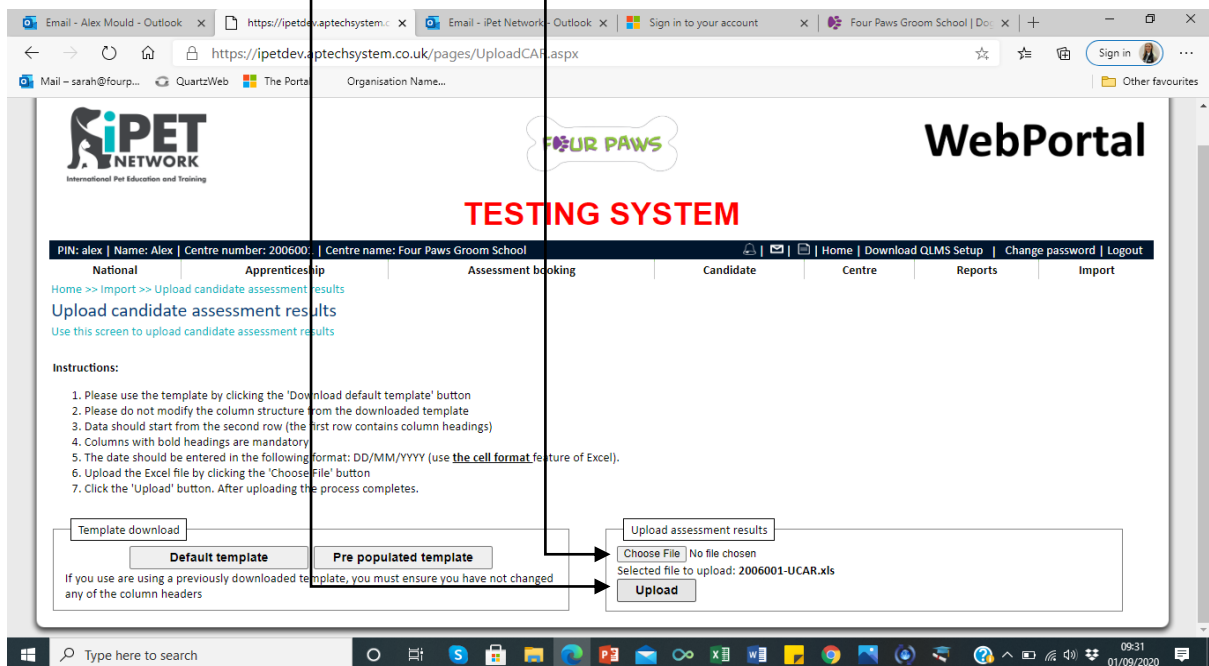 Email - Alex Mould - Outlook
https://ipetdev.aptechsystem.c
Email - iPet Network - Outlook
Sign in to your account
Four Paws Groom School | Do
https://ipetdev.aptechsystem.co.uk/pages/UploadCAR.aspx
Sign in
Mail – sarah@fourp...
QuartzWeb
The Portal
Organisation Name...
Other favourites
iPET
NETWORK
International Pet Education and Training
FOUR PAWS
WebPortal
TESTING SYSTEM
PIN: alex | Name: Alex | Centre number: 2006001 | Centre name: Four Paws Groom School
| Home | Download QLMS Setup | Change password | Logout
National Apprenticeship Assessment booking Candidate Centre Reports Import
Home >> Import >> Upload candidate assessment results
Upload candidate assessment results
Use this screen to upload candidate assessment results
Instructions:
1. Please use the template by clicking the 'Download default template' button
2. Please do not modify the column structure from the downloaded template
3. Data should start from the second row (the first row contains column headings)
4. Columns with bold headings are mandatory
5. The date should be entered in the following format: DD/MM/YYYY (use the cell format feature of Excel).
6. Upload the Excel file by clicking the 'Choose File' button
7. Click the 'Upload' button. After uploading the process completes.
Template download
Default template
Pre populated template
If you use are using a previously downloaded template, you must ensure you have not changed
any of the column headers
Upload assessment results
Choose File No file chosen
Selected file to upload: 2006001-UCAR.xls
Upload
Type here to search
09:31
01/09/2020